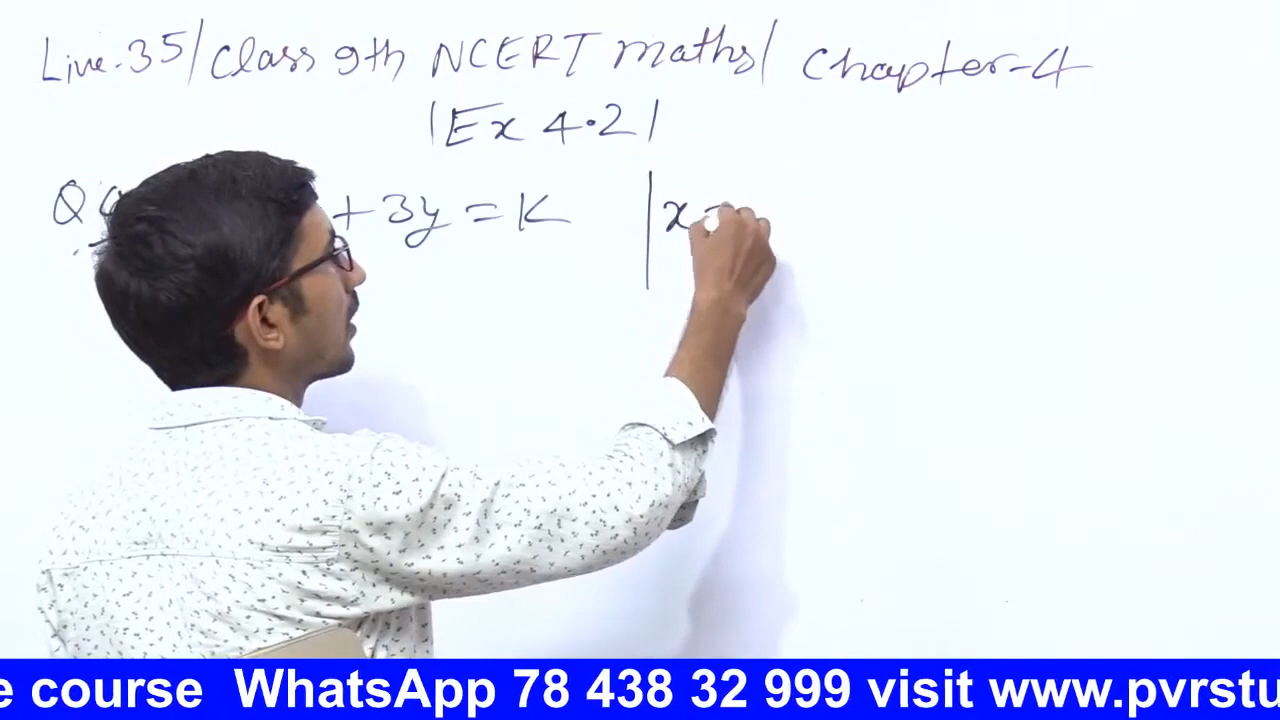 Live-35/Class 9th NCERT maths/ Chapter-4
|Ex 4.2|
Q + 3y = K | x =
e course WhatsApp 78 438 32 999 visit www.pvrstu